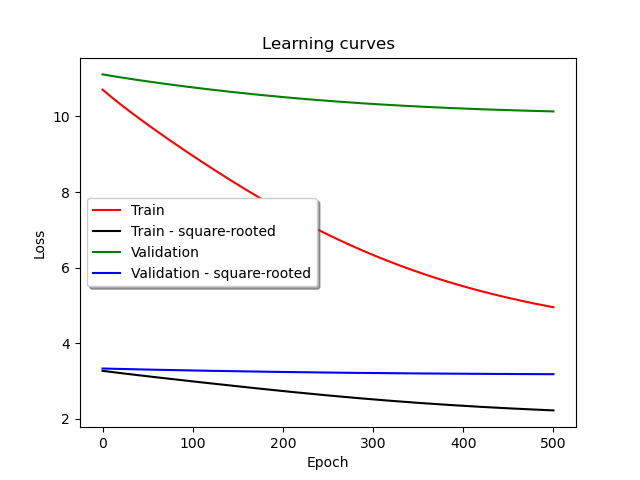 Learning curves
Loss
10
8
6
4
2
Train
Train - square-rooted
Validation
Validation - square-rooted
0 100 200 300 400 500
Epoch